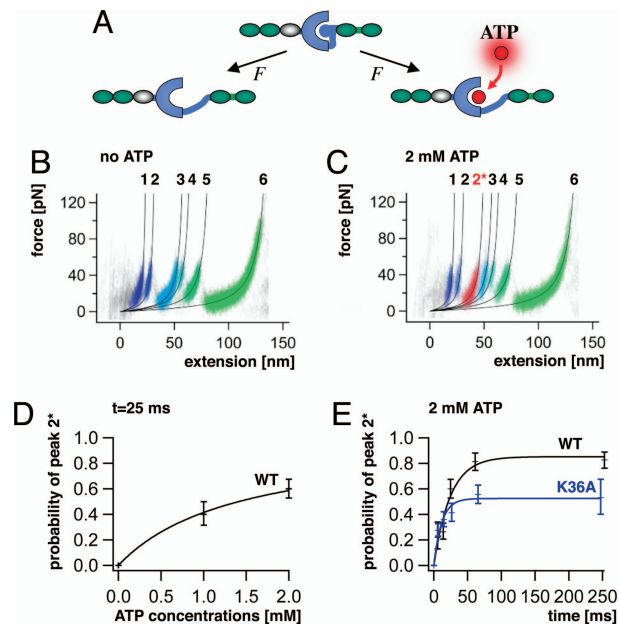 A
ATP
F
F
B
no ATP
C
2 mM ATP
1 2 3 4 5 6
1 2 2* 3 4 5 6
force [pN]
120
80
40
0
0 50 100 150
extension [nm]
force [pN]
120
80
40
0
0 50 100 150
extension [nm]
D
t=25 ms
probability of peak 2*
1.0
0.8
0.6
0.4
0.2
0.0
WT
0.0 0.5 1.0 1.5 2.0
ATP concentrations [mM]
E
2 mM ATP
probability of peak 2*
1.0
0.8
0.6
0.4
0.2
0.0
WT
K36A
0 50 100 150 200 250
time [ms]